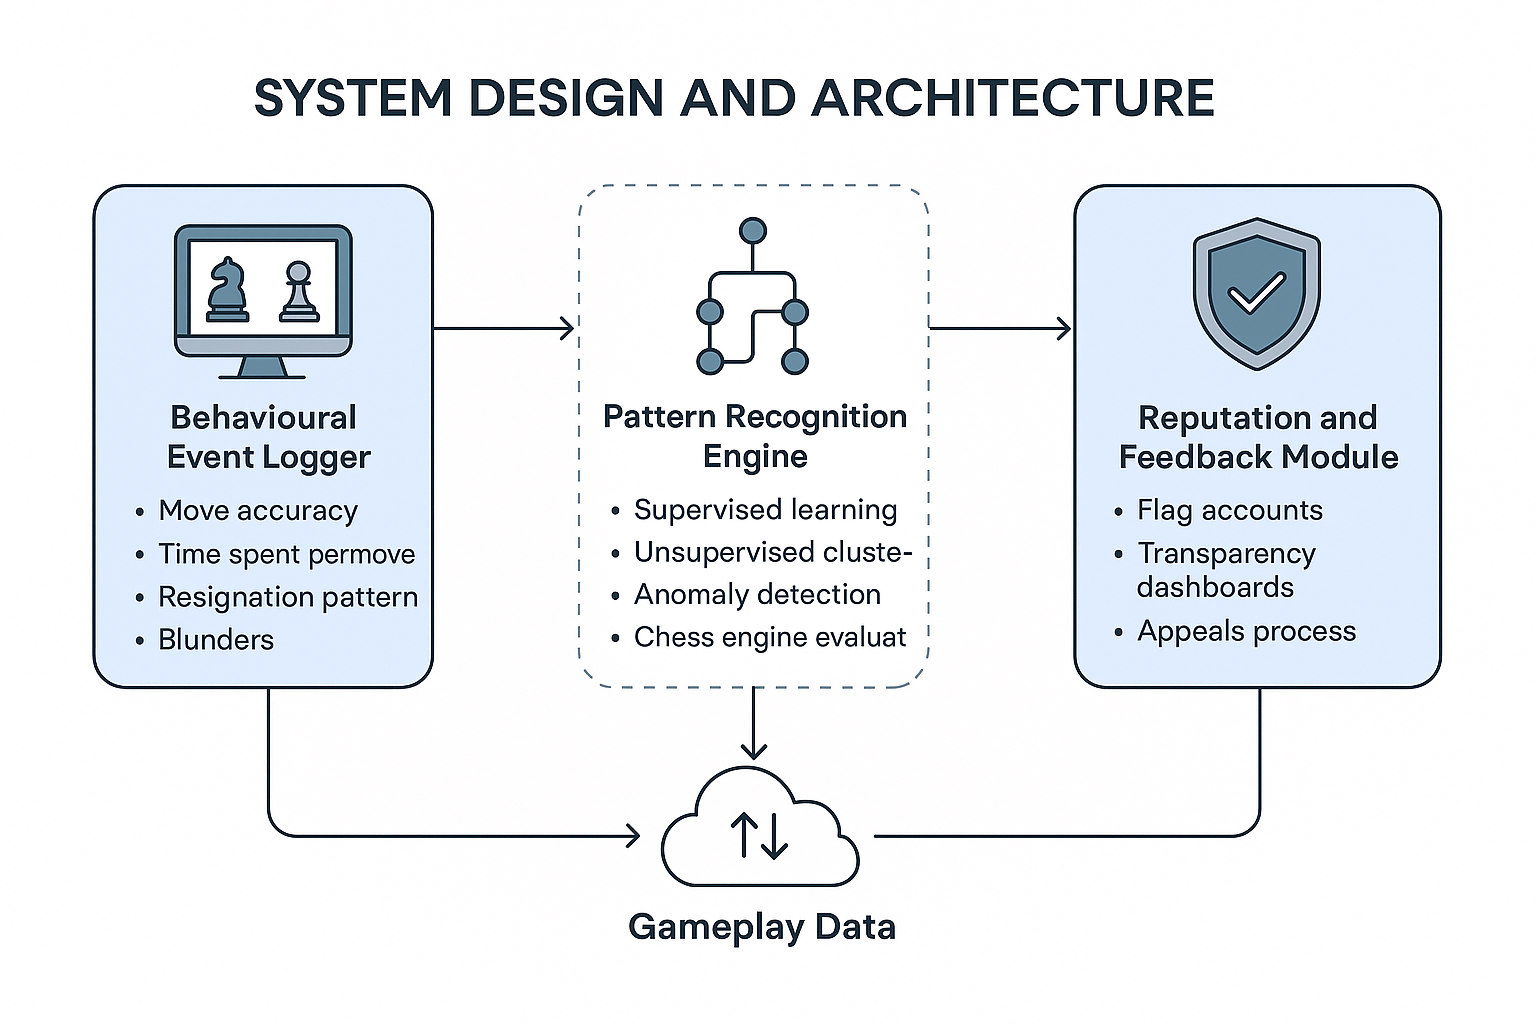 SYSTEM DESIGN AND ARCHITECTURE
Behavioural
Event Logger
• Move accuracy
• Time spent permove
• Resignation pattern
• Blunders
Pattern Recognition
Engine
• Supervised learning
• Unsupervised cluste-
• Anomaly detection
• Chess engine evaluat
Reputation and
Feedback Module
• Flag accounts
• Transparency
dashboards
• Appeals process
Gameplay Data